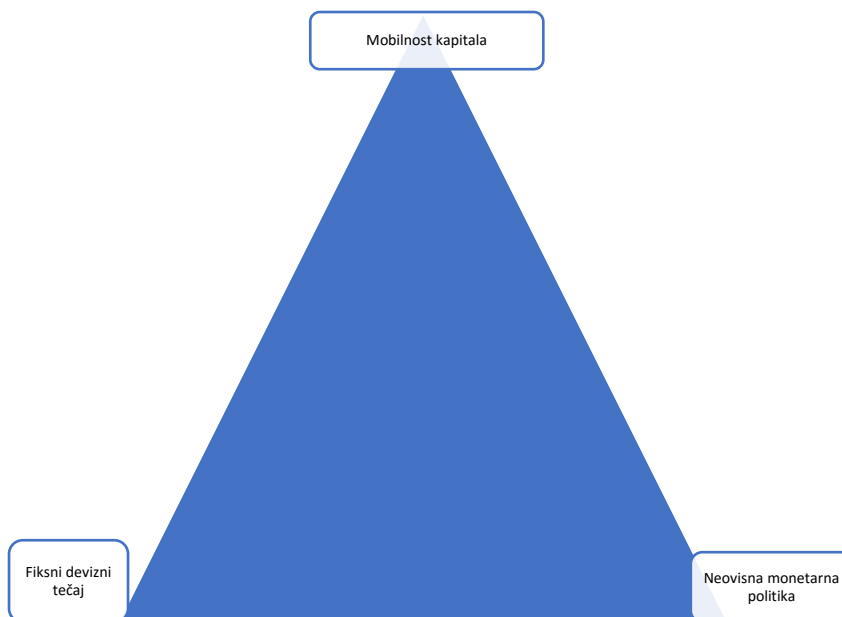 Mobilnost kapitala
Fiksni devizni
tečaj
Neovisna monetarna
politika